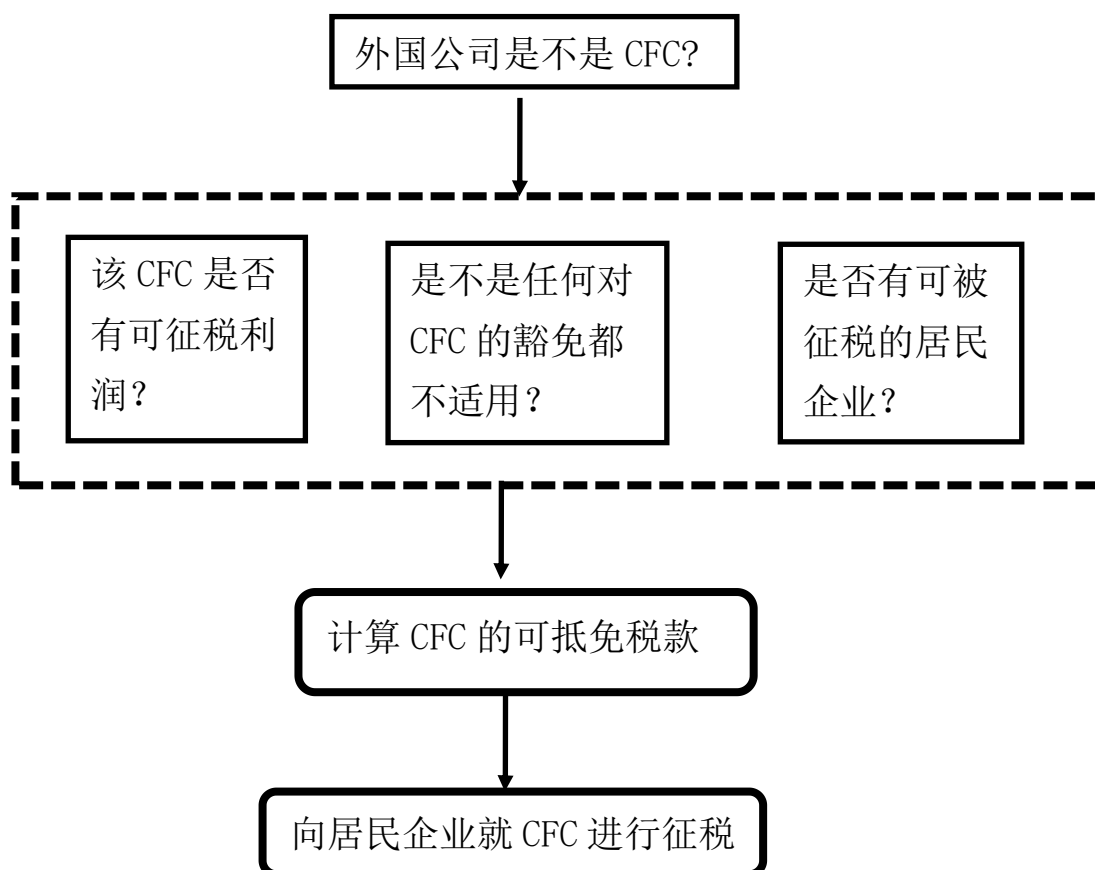 外国公司是不是 CFC?
该 CFC 是否
有可征税利
润？
是不是任何对
CFC 的豁免都
不适用？
是否有可被
征税的居民
企业？
计算 CFC 的可抵免税款
向居民企业就 CFC 进行征税